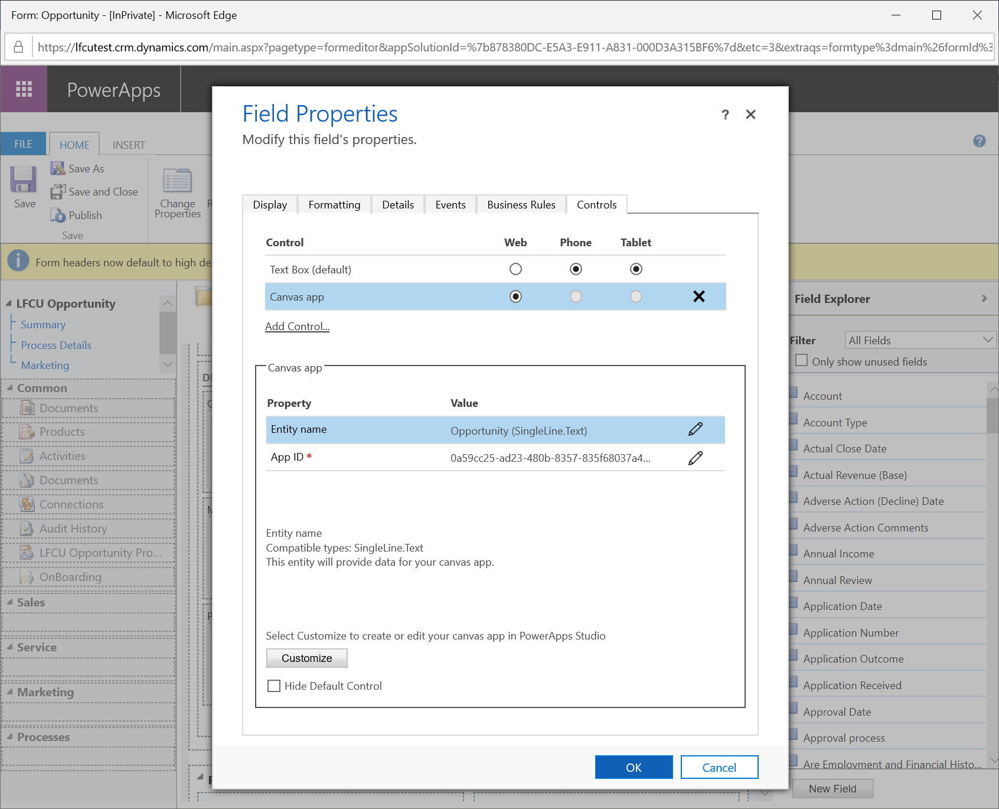 Form: Opportunity - [InPrivate] - Microsoft Edge
https://lfcutest.crm.dynamics.com/main.aspx?pagetype=formeditor&appSolutionId=%7b878380DC-E5A3-E911-A831-000D3A315BF6%7d&etc=3&extraqs=formtype%3dmain%26formId%3
PowerApps
FILE
HOME
INSERT
Save
Save As
Save and Close
Publish
Save
Change
Properties
Form headers now default to high de
LFCU Opportunity
Summary
Process Details
Marketing
Common
Documents
Products
Activities
Documents
Connections
Audit History
LFCU Opportunity Pro...
OnBoarding
Sales
Service
Marketing
Processes
Field Properties
Modify this field's properties.
Display
Formatting
Details
Events
Business Rules
Controls
Control Web Phone Tablet
Text Box (default)
Canvas app
Add Control...
Canvas app
Property Value
Entity name Opportunity (SingleLine.Text)
App ID * 0a59cc25-ad23-480b-8357-835f68037a4...
Entity name
Compatible types: SingleLine.Text
This entity will provide data for your canvas app.
Select Customize to create or edit your canvas app in PowerApps Studio
Customize
Hide Default Control
OK
Cancel
Field Explorer
Filter All Fields
Only show unused fields
Account
Account Type
Actual Close Date
Actual Revenue (Base)
Adverse Action (Decline) Date
Adverse Action Comments
Annual Income
Annual Review
Application Date
Application Number
Application Outcome
Application Received
Approval Date
Approval process
Are Employment and Financial Histo...
New Field